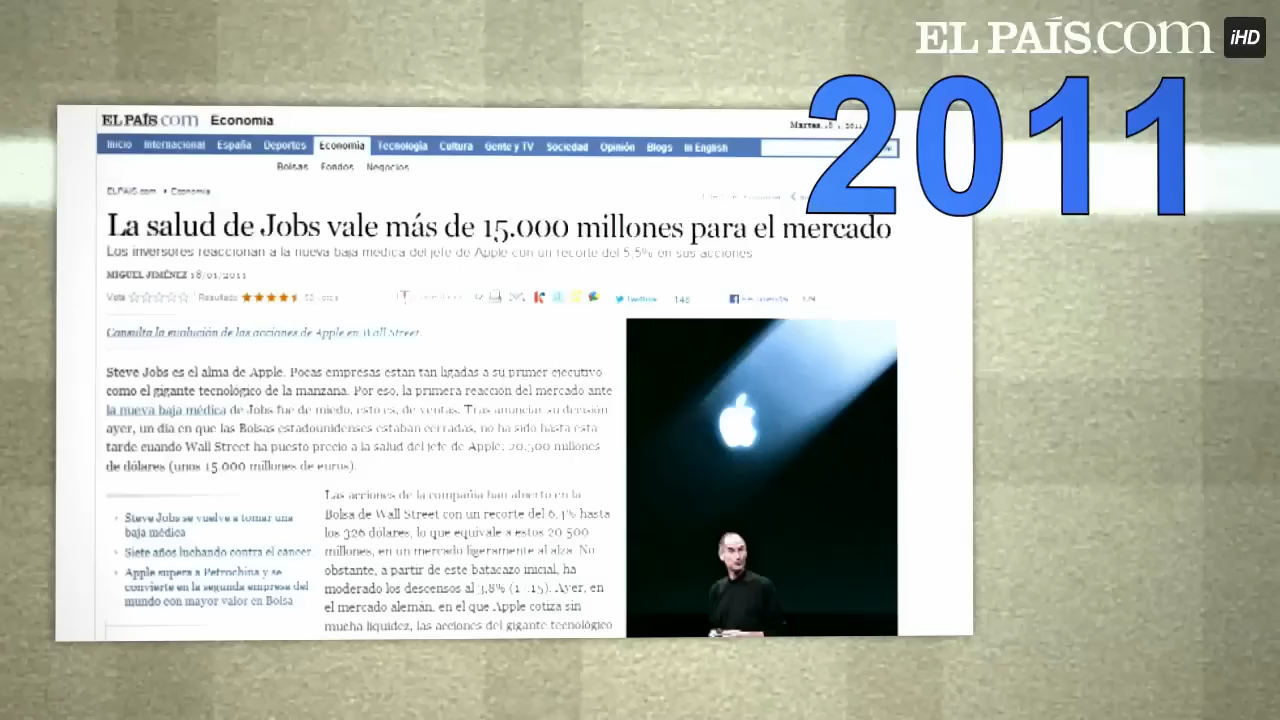 EL PAÍS.com iHD
2011
EL PAÍS com Economía
Martes,
Inicio Internacional España Deportes Economía Tecnología Cultura Gente y TV Sociedad Opinión Blogs In English
Bolsas Fondos Negocios
ELPAIS.com Economía
La salud de Jobs vale más de 15.000 millones para el mercado
Los inversores reaccionan a la nueva baja médica del jefe de Apple con un recorte del 5,5% en sus acciones
MIGUEL JIMÉNEZ 18/01/2011
Vota Resultado
Twitter 148
Consulta la evolución de las acciones de Apple en Wall Street
Steve Jobs es el alma de Apple. Pocas empresas están tan ligadas a su primer ejecutivo
como el gigante tecnológico de la manzana. Por eso, la primera reacción del mercado ante
la nueva baja médica de Jobs fue de miedo, esto es, de ventas. Tras anunciar su decisión
ayer, un día en que las Bolsas estadounidenses estaban cerradas, no ha sido hasta esta
tarde cuando Wall Street ha puesto precio a la salud del jefe de Apple: 20.500 millones
de dólares (unos 15.000 millones de euros)
Steve Jobs se vuelve a tomar una
baja médica
Siete años luchando contra el cáncer
Apple supera a Petrochina y se
convierte en la segunda empresa del
mundo con mayor valor en Bolsa
Las acciones de la compañía han abierto en la
Bolsa de Wall Street con un recorte del 6,4% hasta
los 326 dólares, lo que equivale a estos 20.500
millones, en un mercado ligeramente al alza. No
obstante, a partir de este batacazo inicial, ha
moderado los descensos al 3,8% Ayer, en
el mercado alemán, en el que Apple cotiza sin
mucha liquidez, las acciones del gigante tecnológico